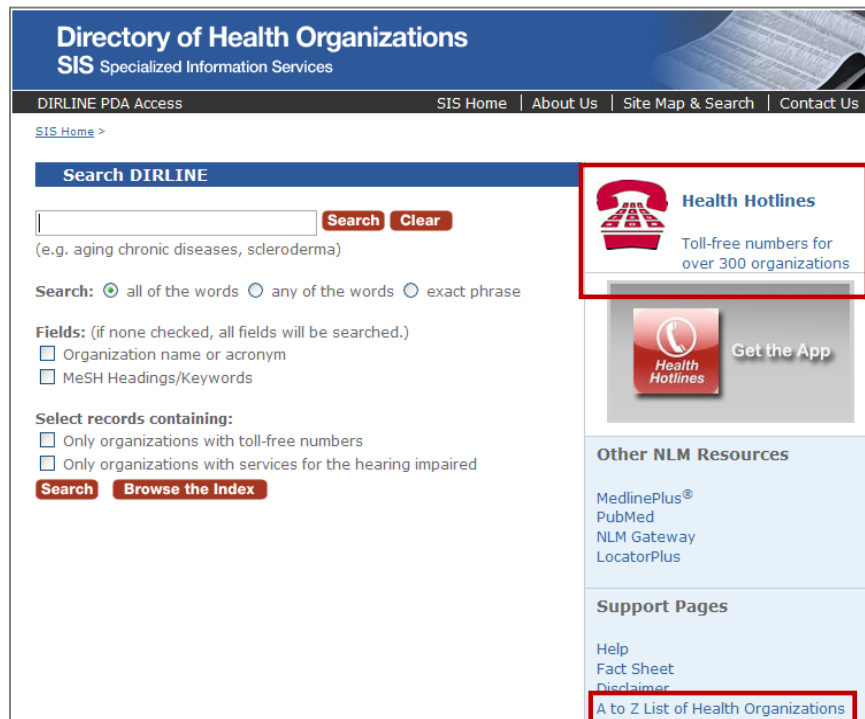 Directory of Health Organizations
SIS Specialized Information Services
DIRLINE PDA Access
SIS Home | About Us | Site Map & Search | Contact Us
SIS Home >
Search DIRLINE
Search Clear
(e.g. aging chronic diseases, scleroderma)
Search: all of the words any of the words exact phrase
Fields: (if none checked, all fields will be searched.)
Organization name or acronym
MeSH Headings/Keywords
Select records containing:
Only organizations with toll-free numbers
Only organizations with services for the hearing impaired
Search Browse the Index
Health Hotlines
Toll-free numbers for
over 300 organizations
Health
Hotlines
Get the App
Other NLM Resources
MedlinePlus®
PubMed
NLM Gateway
LocatorPlus
Support Pages
Help
Fact Sheet
Disclaimer
A to Z List of Health Organizations